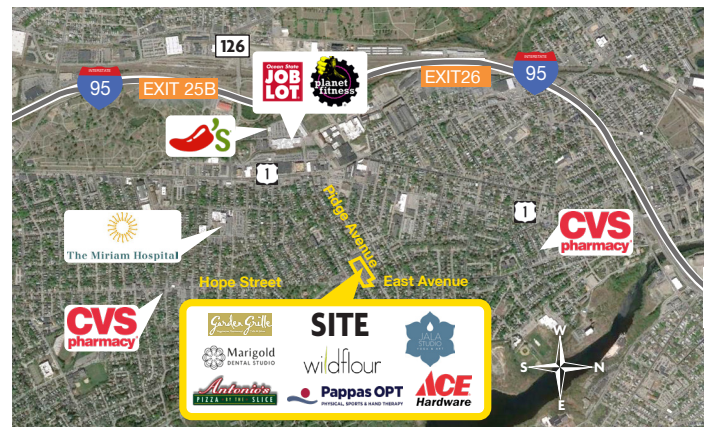 126
Ocean State
JOB
LOT
planet
fitness
INTERSTATE
95
EXIT 25B
EXIT26
INTERSTATE
95
'S
1
Pidge Avenue
1
CVS
pharmacy
The Miriam Hospital
Hope Street
East Avenue
CVS
pharmacy
Garden Grille
SITE
JALA
STUDIO
Marigold
DENTAL STUDIO
wildflour
Antonio's
PIZZA BY THE SLICE
Pappas OPT
PHYSICAL, SPORTS & HAND THERAPY
ACE
Hardware
W
S
N
E